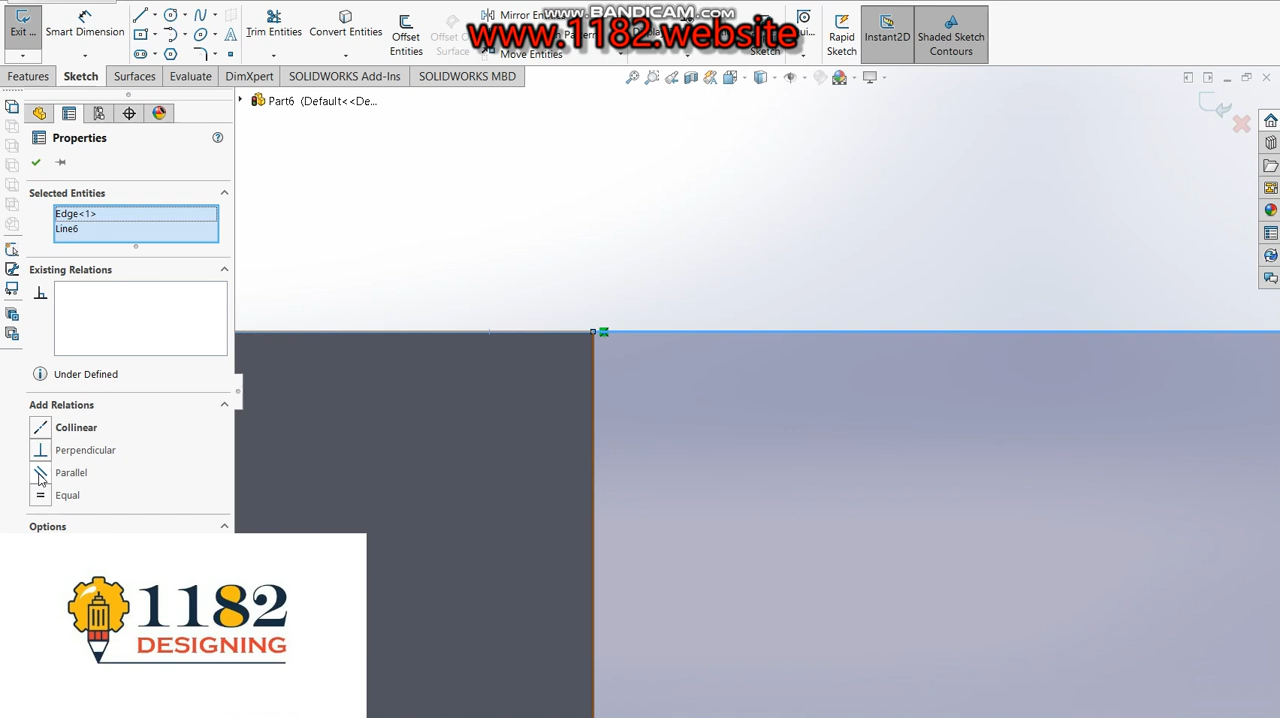 www.BANDICAM.com
www.1182.website
Exit ...
Smart Dimension
Trim Entities
Convert Entities
Offset Entities
Offset On Surface
Mirror Entities
Move Entities
Rapid Sketch
Instant2D
Shaded Sketch Contours
Features
Sketch
Surfaces
Evaluate
DimXpert
SOLIDWORKS Add-Ins
SOLIDWORKS MBD
Part6 (Default<<De...
Properties
Selected Entities
Edge<1>
Line6
Existing Relations
Under Defined
Add Relations
Collinear
Perpendicular
Parallel
Equal
Options
1182
DESIGNING